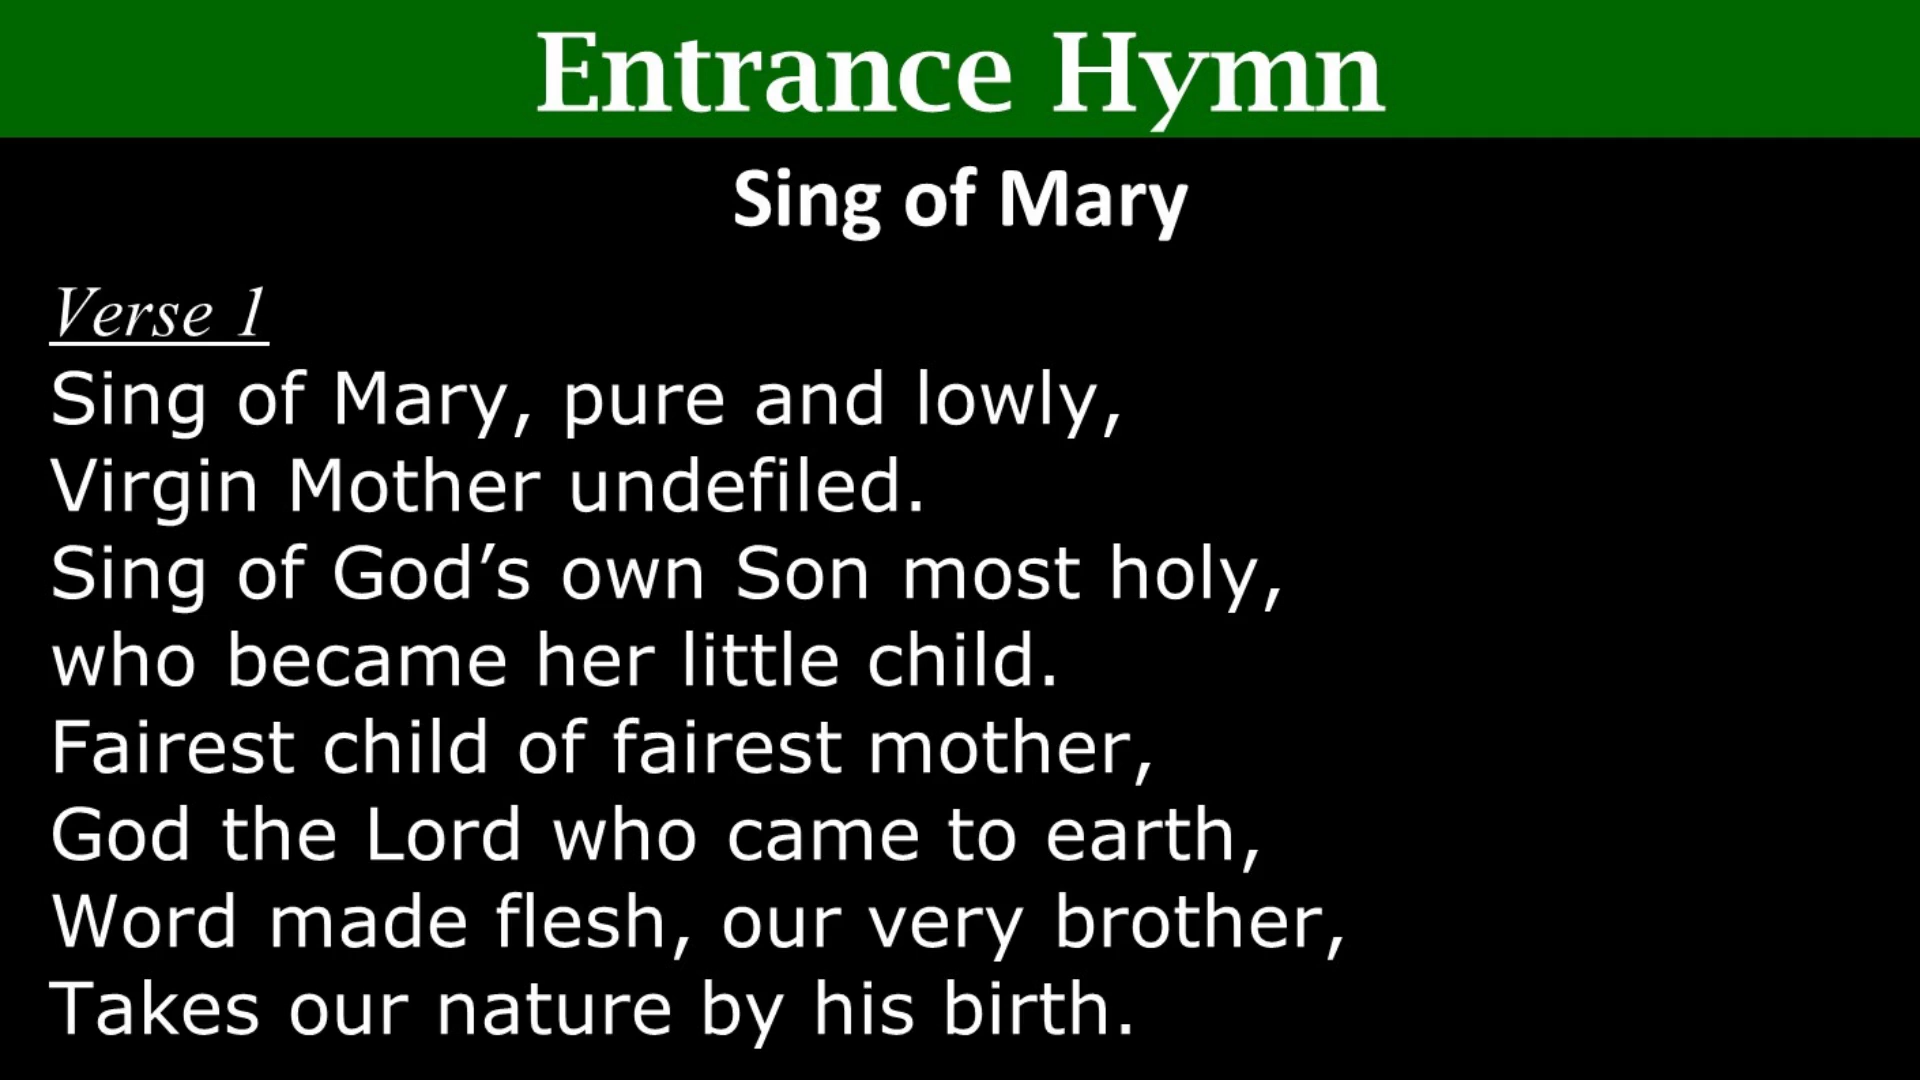 Entrance Hymn
Sing of Mary
Verse 1
Sing of Mary, pure and lowly,
Virgin Mother undefiled.
Sing of God’s own Son most holy,
who became her little child.
Fairest child of fairest mother,
God the Lord who came to earth,
Word made flesh, our very brother,
Takes our nature by his birth.